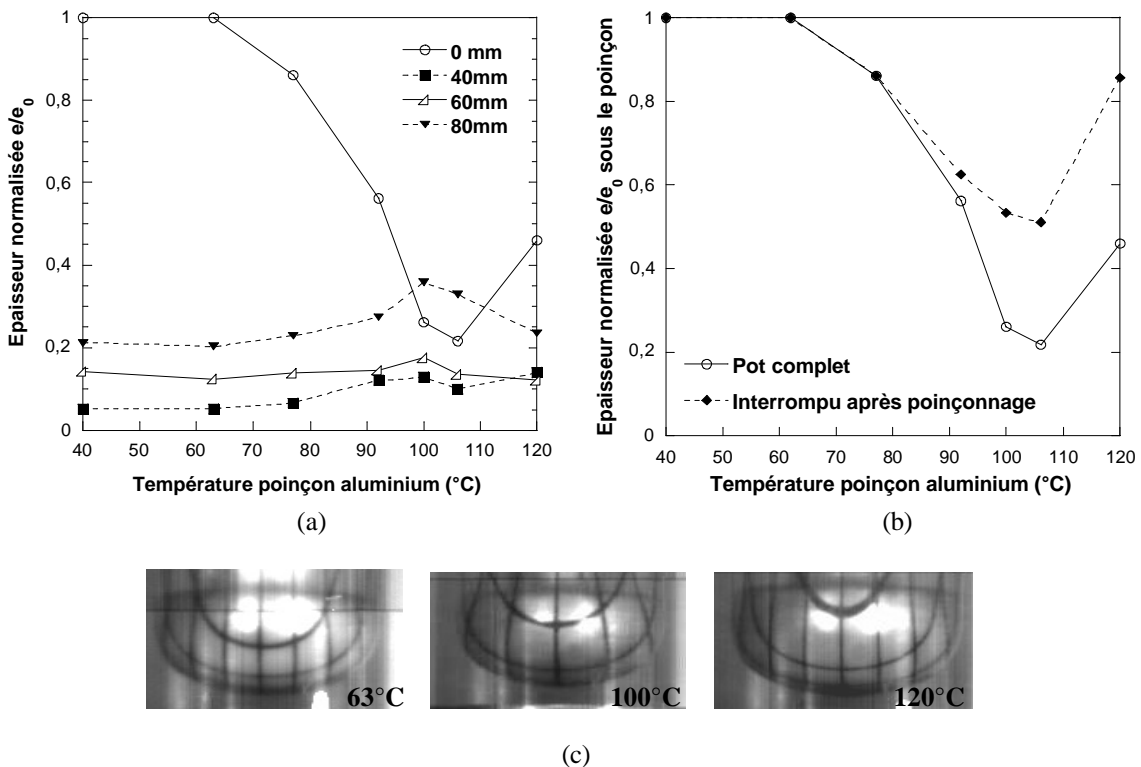 Epaisseur normalisée e/e0
1
0,8
0,6
0,4
0,2
0
40 50 60 70 80 90 100 110 120
Température poinçon aluminium (°C)
0 mm
40mm
60mm
80mm
(a)
Epaisseur normalisée e/e0 sous le poinçon
1
0,8
0,6
0,4
0,2
0
40 50 60 70 80 90 100 110 120
Température poinçon aluminium (°C)
Pot complet
Interrompu après poinçonnage
(b)
63°C
100°C
120°C
(c)